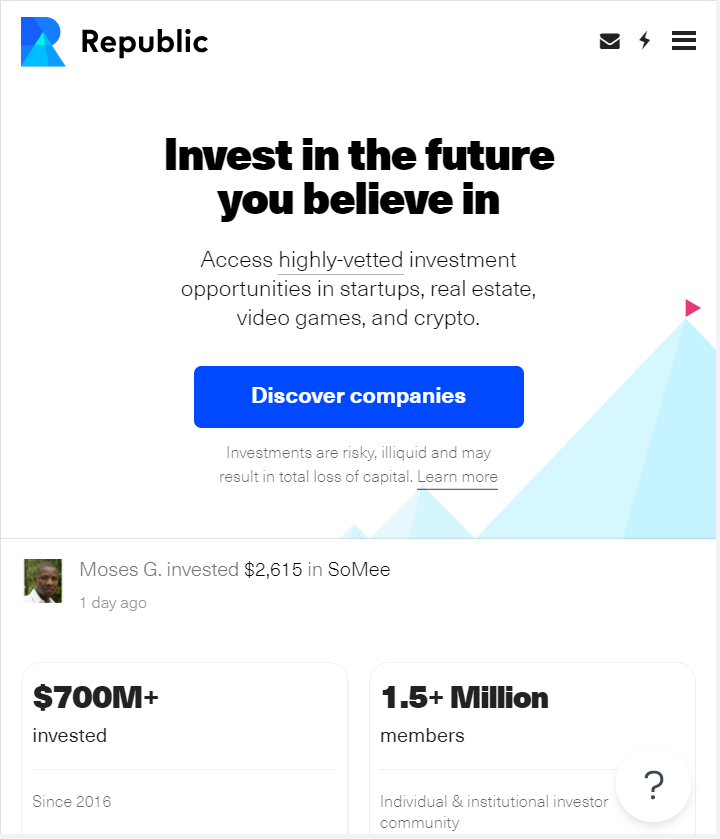 Republic
Invest in the future
you believe in
Access highly-vetted investment
opportunities in startups, real estate,
video games, and crypto.
Discover companies
Investments are risky, illiquid and may
result in total loss of capital. Learn more
Moses G. invested $2,615 in SoMee
1 day ago
$700M+
invested
Since 2016
1.5+ Million
members
Individual & institutional investor
community
?